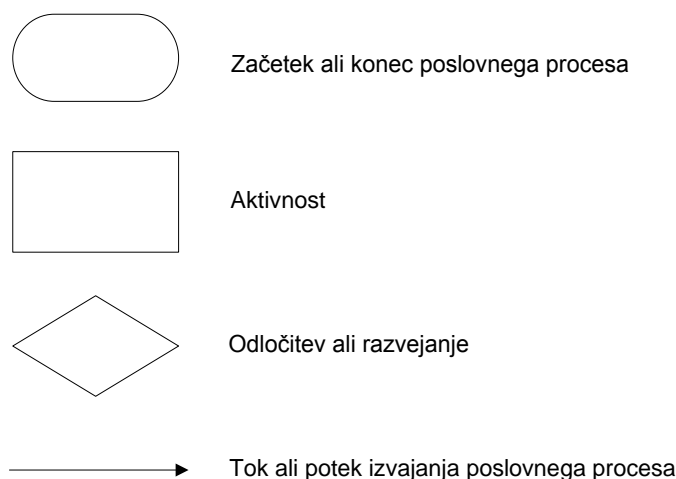 Začetek ali konec poslovnega procesa
Aktivnost
Odločitev ali razvejanje
Tok ali potek izvajanja poslovnega procesa